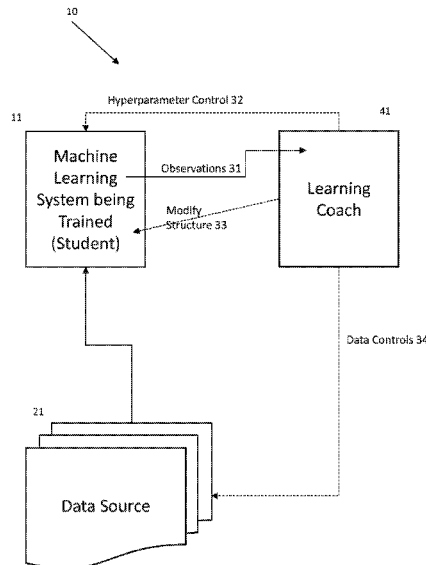 10
Hyperparameter Control 32
11
41
Machine
Learning
System being
Trained
(Student)
Observations 31
Learning
Coach
Modify
Structure 33
Data Controls 34
21
Data Source